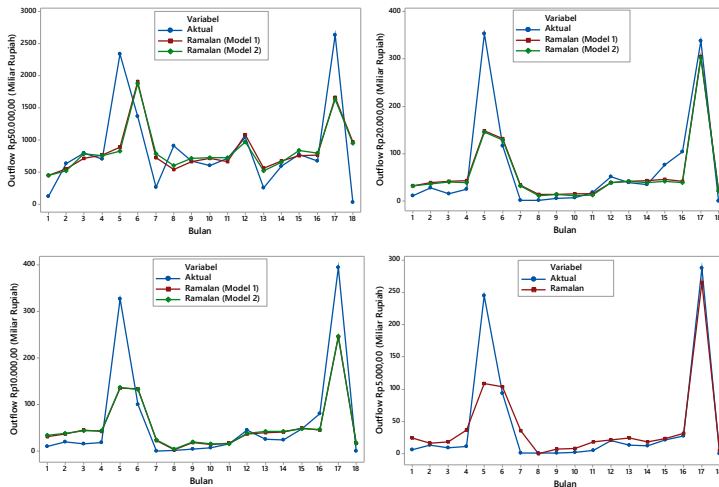 3000
2500
2000
1500
1000
500
0
Outflow Rp50.000,00 (Miliar Rupiah)
Variabel
Aktual
Ramalan (Model 1)
Ramalan (Model 2)
1 2 3 4 5 6 7 8 9 10 11 12 13 14 15 16 17 18
Bulan
400
300
200
100
0
Outflow Rp20.000,00 (Miliar Rupiah)
Variabel
Aktual
Ramalan (Model 1)
Ramalan (Model 2)
1 2 3 4 5 6 7 8 9 10 11 12 13 14 15 16 17 18
Bulan
400
300
200
100
0
Outflow Rp10.000,00 (Miliar Rupiah)
Variabel
Aktual
Ramalan (Model 1)
Ramalan (Model 2)
1 2 3 4 5 6 7 8 9 10 11 12 13 14 15 16 17 18
Bulan
300
250
200
150
100
50
0
Outflow Rp5.000,00 (Miliar Rupiah)
Variabel
Aktual
Ramalan
1 2 3 4 5 6 7 8 9 10 11 12 13 14 15 16 17 18
Bulan